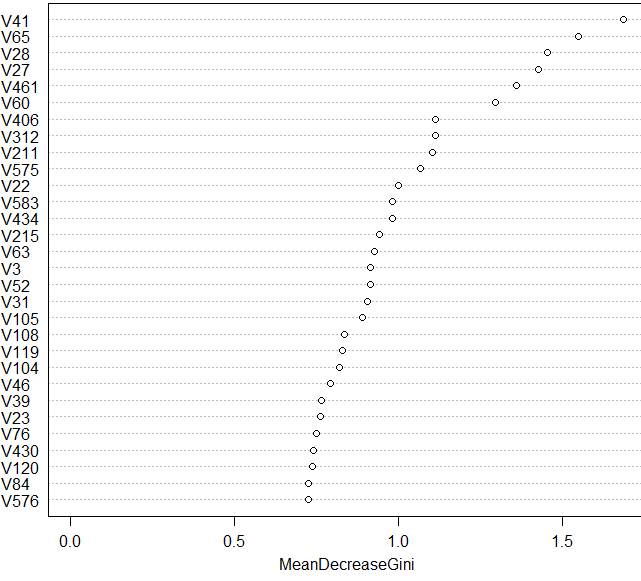 V41
V65
V28
V27
V461
V60
V406
V312
V211
V575
V22
V583
V434
V215
V63
V3
V52
V31
V105
V108
V119
V104
V46
V39
V23
V76
V430
V120
V84
V576
0.0 0.5 1.0 1.5
MeanDecreaseGini